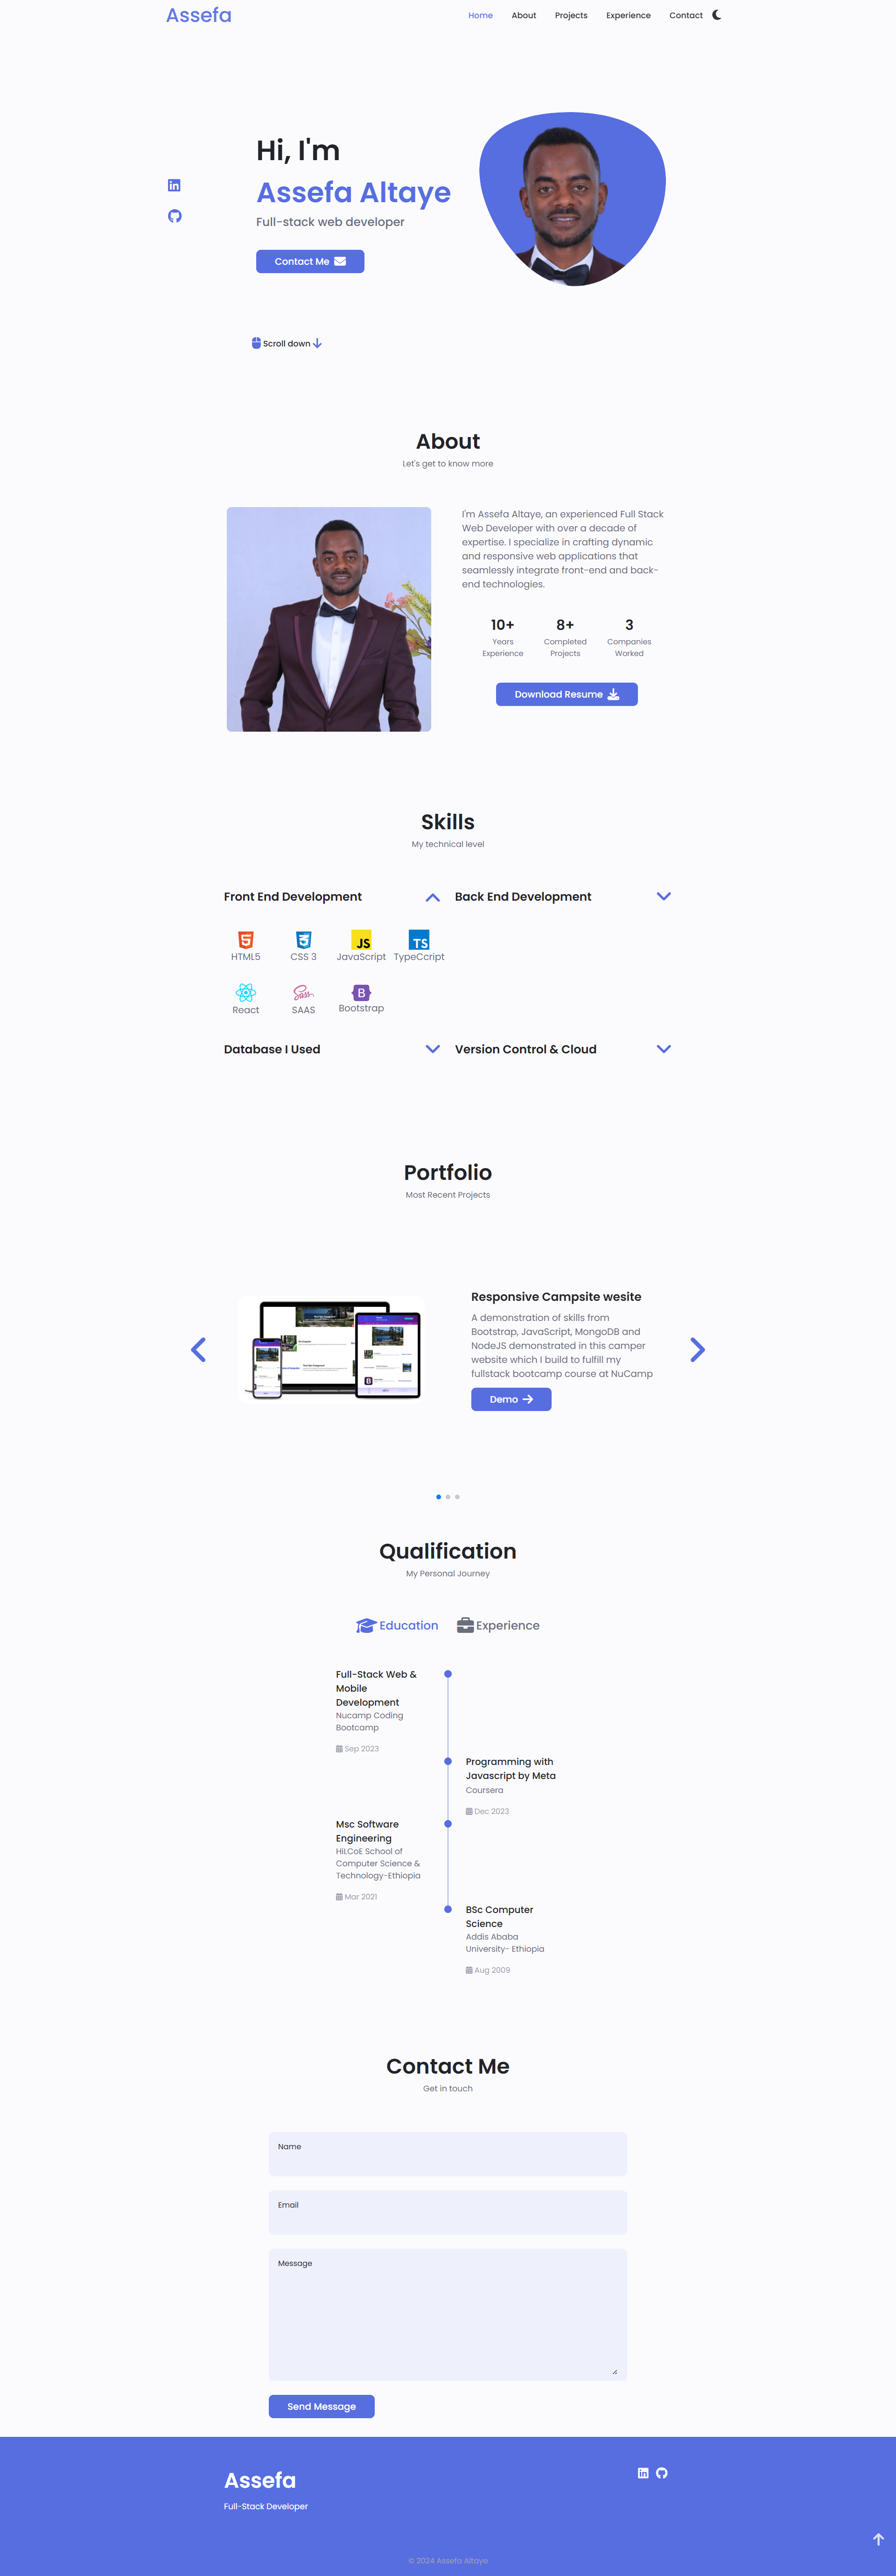 Assefa
Home About Projects Experience Contact
Hi, I'm
Assefa Altaye
Full-stack web developer
Contact Me
Scroll down
About
Let's get to know more
I'm Assefa Altaye, an experienced Full Stack
Web Developer with over a decade of
expertise. I specialize in crafting dynamic
and responsive web applications that
seamlessly integrate front-end and back-
end technologies.
10+ 8+ 3
Years Completed Companies
Experience Projects Worked
Download Resume
Skills
My technical level
Front End Development
Back End Development
JS TS
HTML5 CSS 3 JavaScript TypeCcript
Sass B
React SAAS Bootstrap
Database I Used
Version Control & Cloud
Portfolio
Most Recent Projects
Responsive Campsite wesite
A demonstration of skills from
Bootstrap, JavaScript, MongoDB and
NodeJS demonstrated in this camper
website which I build to fulfill my
fullstack bootcamp course at NuCamp
Demo
Qualification
My Personal Journey
Education Experience
Full-Stack Web &
Mobile
Development
Nucamp Coding
Bootcamp
Sep 2023
Programming with
Javascript by Meta
Coursera
Dec 2023
Msc Software
Engineering
HiLCoE School of
Computer Science &
Technology-Ethiopia
Mar 2021
BSc Computer
Science
Addis Ababa
University- Ethiopia
Aug 2009
Contact Me
Get in touch
Name
Email
Message
Send Message
Assefa
Full-Stack Developer
© 2024 Assefa Altaye